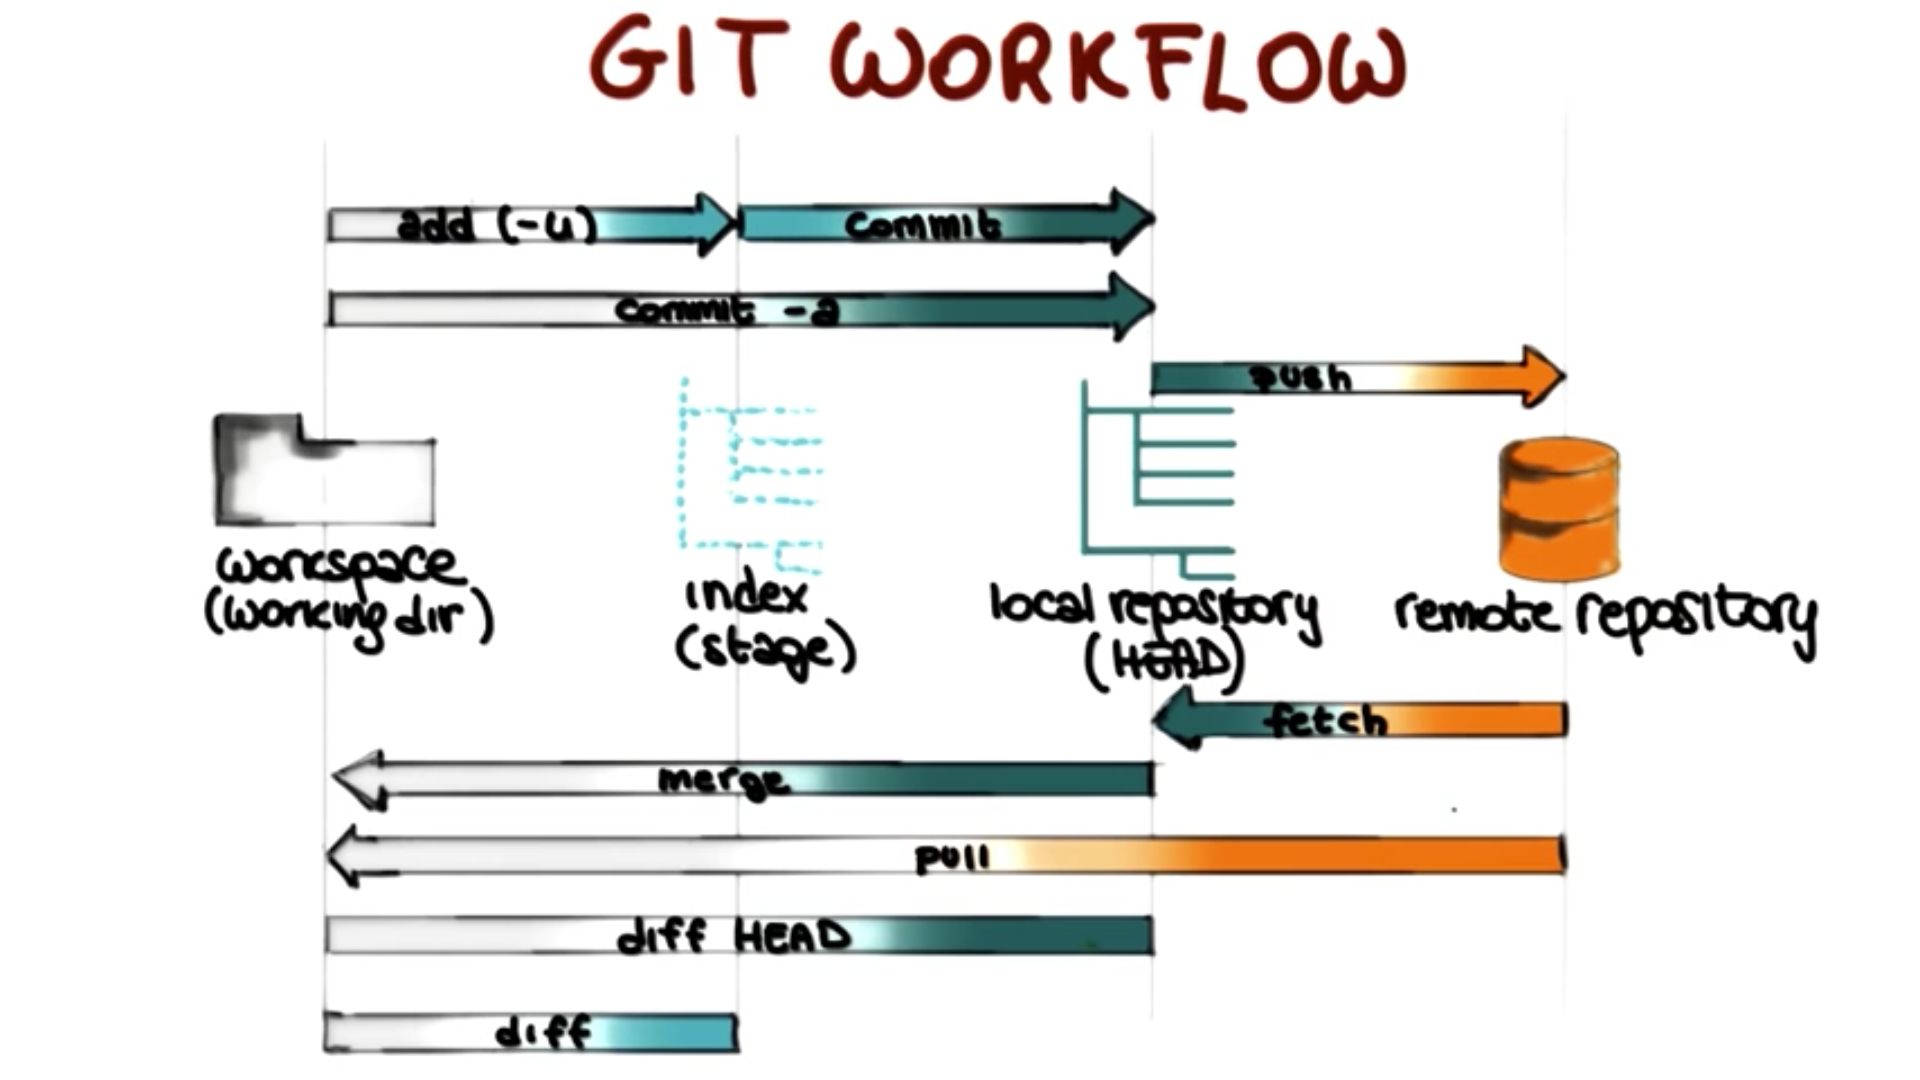 GIT WORKFLOW
add (-u)
commit
commit -a
push
workspace
(working dir)
index
(stage)
local repository
(HEAD)
remote repository
fetch
merge
pull
diff HEAD
diff